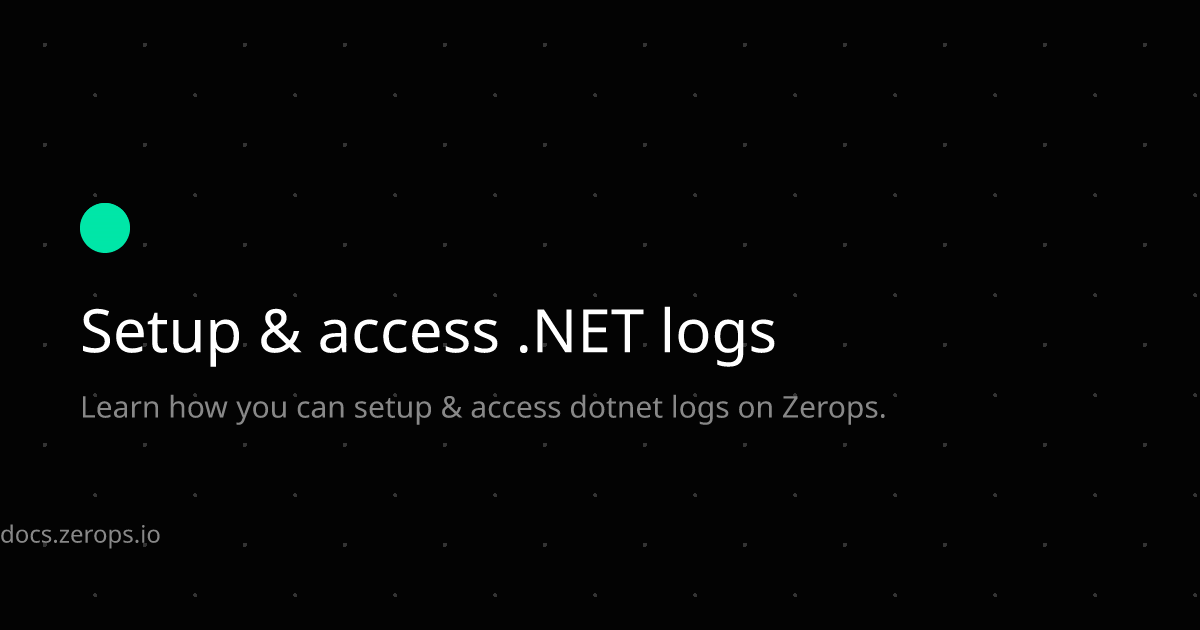 Setup & access .NET logs
Learn how you can setup & access dotnet logs on Zerops.
docs.zerops.io